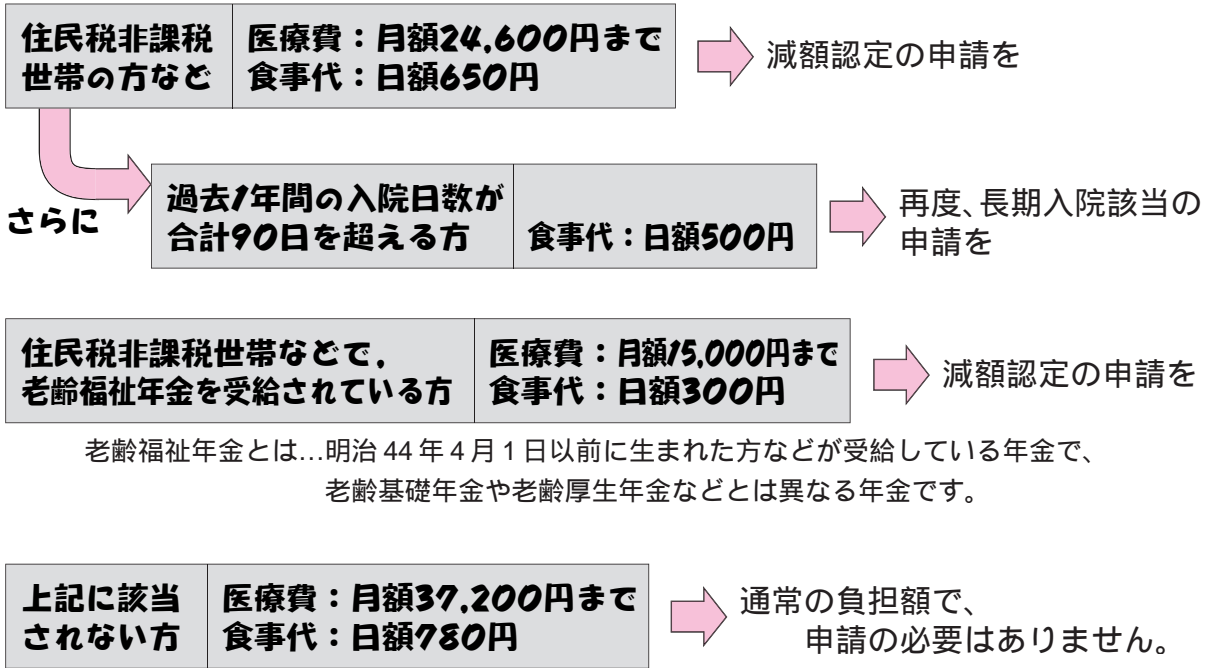 住民税非課税 医療費：月額24,600円まで 減額認定の申請を
世帯の方など 食事代：日額650円
さらに
過去1年間の入院日数が 再度、長期入院該当の
合計90日を超える方 食事代：日額500円 申請を
住民税非課税世帯などで, 医療費：月額15,000円まで 減額認定の申請を
老齢福祉年金を受給されている方 食事代：日額300円
老齢福祉年金とは…明治44年4月1日以前に生まれた方などが受給している年金で、
老齢基礎年金や老齢厚生年金などとは異なる年金です。
上記に該当 医療費：月額37,200円まで 通常の負担額で、
されない方 食事代：日額780円 申請の必要はありません。